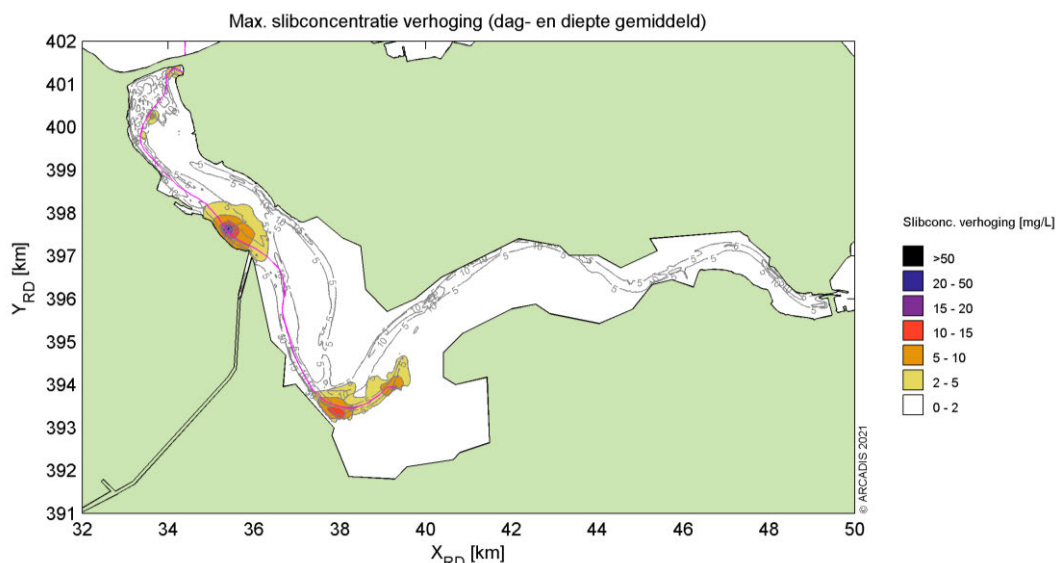 Max. slibconcentratie verhoging (dag- en diepte gemiddeld)
402
401
400
399
398
397
396
395
394
393
392
391
Y_RD [km]
32
34
36
38
40
42
44
46
48
50
X_RD [km]
Slibconc. verhoging [mg/L]
>50
20 - 50
15 - 20
10 - 15
5 - 10
2 - 5
0 - 2
© ARCADIS 2021